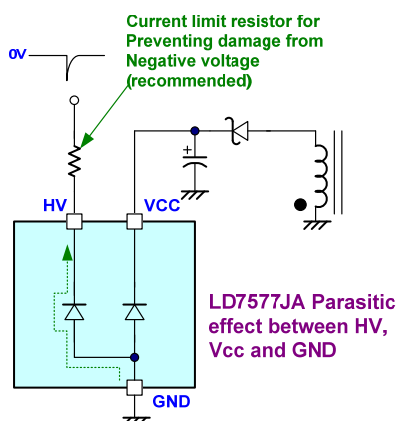 Current limit resistor for
Preventing damage from
Negative voltage
(recommended)
0V
+
HV
VCC
LD7577JA Parasitic
effect between HV,
Vcc and GND
GND